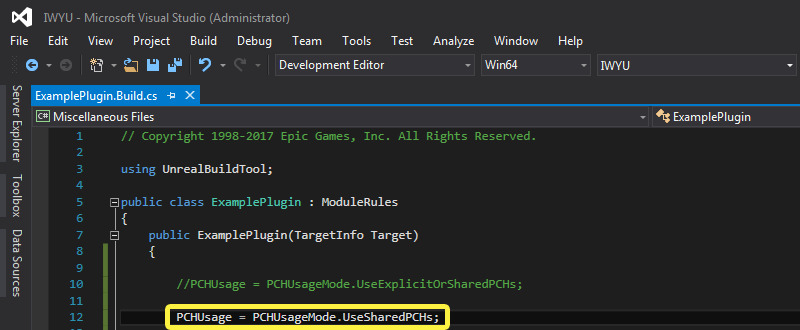 IWYU - Microsoft Visual Studio (Administrator)
File Edit View Project Build Debug Team Tools Test Analyze Window Help
Development Editor Win64 IWYU
ExamplePlugin.Build.cs
Miscellaneous Files ExamplePlugin
Server Explorer
Toolbox
Data Sources
1 // Copyright 1998-2017 Epic Games, Inc. All Rights Reserved.
2
3 using UnrealBuildTool;
4
5 public class ExamplePlugin : ModuleRules
6 {
7 public ExamplePlugin(TargetInfo Target)
8 {
9
10 //PCHUsage = PCHUsageMode.UseExplicitOrSharedPCHs;
11
12 PCHUsage = PCHUsageMode.UseSharedPCHs;